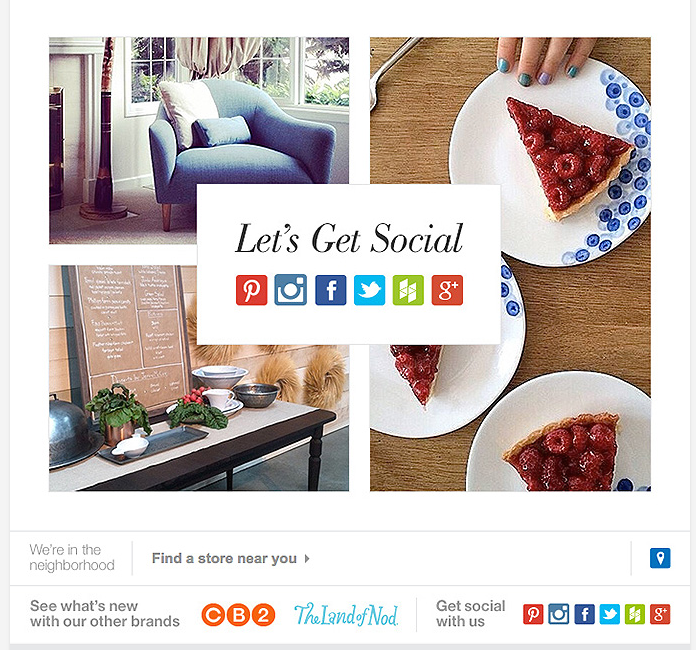 Let's Get Social
We're in the
neighborhood
Find a store near you
See what's new
with our other brands
CB2
The Land of Nod
Get social
with us